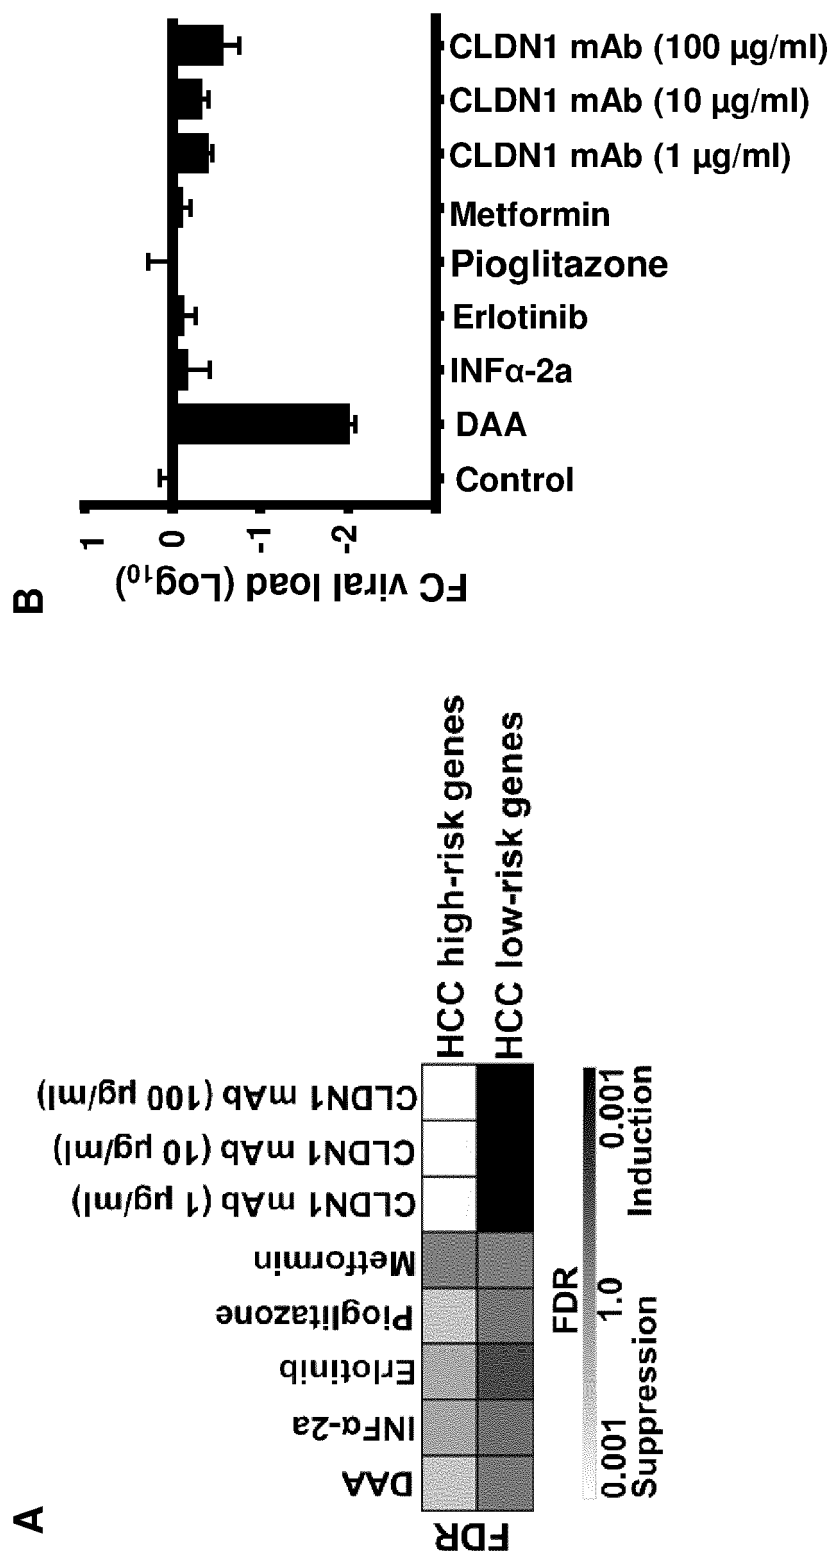 A
DAA
INFα-2a
Erlotinib
Pioglitazone
Metformin
CLDN1 mAb (1 µg/ml)
CLDN1 mAb (10 µg/ml)
CLDN1 mAb (100 µg/ml)
FDR
HCC high-risk genes
HCC low-risk genes
FDR
0.001 1.0 0.001
Suppression Induction
B
FC viral load (Log10)
1
0
-1
-2
Control
DAA
INFα-2a
Erlotinib
Pioglitazone
Metformin
CLDN1 mAb (1 µg/ml)
CLDN1 mAb (10 µg/ml)
CLDN1 mAb (100 µg/ml)